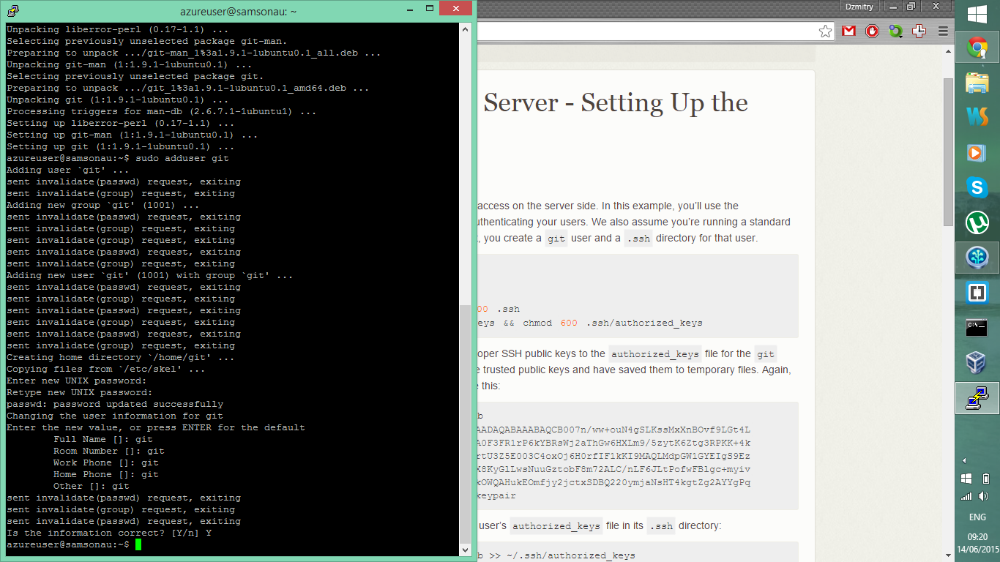 azureuser@samsonau: ~
Unpacking liberror-perl (0.17-1.1) ...
Selecting previously unselected package git-man.
Preparing to unpack .../git-man_1%3a1.9.1-1ubuntu0.1_all.deb ...
Unpacking git-man (1:1.9.1-1ubuntu0.1) ...
Selecting previously unselected package git.
Preparing to unpack .../git_1%3a1.9.1-1ubuntu0.1_amd64.deb ...
Unpacking git (1:1.9.1-1ubuntu0.1) ...
Processing triggers for man-db (2.6.7.1-1ubuntu1) ...
Setting up liberror-perl (0.17-1.1) ...
Setting up git-man (1:1.9.1-1ubuntu0.1) ...
Setting up git (1:1.9.1-1ubuntu0.1) ...
azureuser@samsonau:~$ sudo adduser git
Adding user `git' ...
sent invalidate(passwd) request, exiting
sent invalidate(group) request, exiting
Adding new group `git' (1001) ...
sent invalidate(passwd) request, exiting
sent invalidate(group) request, exiting
sent invalidate(group) request, exiting
sent invalidate(passwd) request, exiting
sent invalidate(group) request, exiting
Adding new user `git' (1001) with group `git' ...
sent invalidate(passwd) request, exiting
sent invalidate(group) request, exiting
sent invalidate(passwd) request, exiting
sent invalidate(group) request, exiting
sent invalidate(passwd) request, exiting
sent invalidate(group) request, exiting
Creating home directory `/home/git' ...
Copying files from `/etc/skel' ...
Enter new UNIX password:
Retype new UNIX password:
passwd: password updated successfully
Changing the user information for git
Enter the new value, or press ENTER for the default
Full Name []: git
Room Number []: git
Work Phone []: git
Home Phone []: git
Other []: git
sent invalidate(passwd) request, exiting
sent invalidate(group) request, exiting
sent invalidate(passwd) request, exiting
Is the information correct? [Y/n] Y
azureuser@samsonau:~$
Dzmitry
Server - Setting Up the
access on the server side. In this example, you'll use the
uthenticating your users. We also assume you're running a standard
, you create a git user and a .ssh directory for that user.
00 .ssh
eys && chmod 600 .ssh/authorized_keys
oper SSH public keys to the authorized_keys file for the git
e trusted public keys and have saved them to temporary files. Again,
this:
b
AADAQABAAABAQCB007n/ww+ouN4gSLKssMxXnBOvf9LGt4L
A0F3FR1rP6kYBRsWj2aThGw6HXLm9/5zytK6Ztg3RPKK+4k
rtU3Z5E003C4oxOj6H0rfIF1kKI9MAQLMdpGW1GYEIgS9Ez
X8KyGlLwsNuuGztobF8m72ALC/nLF6JLtPofwFBlgc+myiv
kOWQAHukEOmfjy2jctxSDBQ220ymjaNsHT4kgtZg2AYYgPq
keypair
user's authorized_keys file in its .ssh directory:
b >> ~/.ssh/authorized_keys
ENG
09:20
14/06/2015